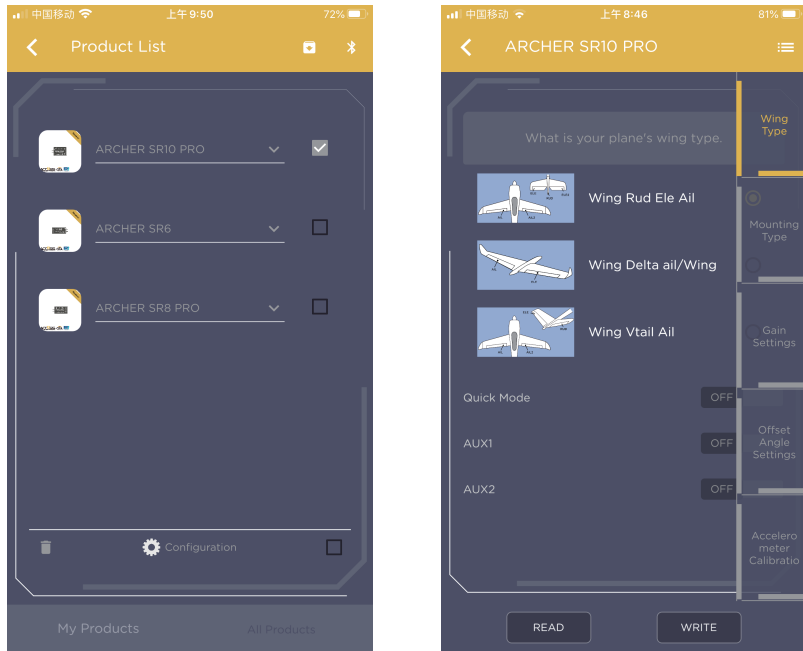 中国移动
上午9:50
72%
Product List
ARCHER SR10 PRO
ARCHER SR6
ARCHER SR8 PRO
Configuration
My Products
All Products
中国移动
上午8:46
81%
ARCHER SR10 PRO
What is your plane's wing type.
Wing Rud Ele Ail
Wing Delta ail/Wing
Wing Vtail Ail
Quick Mode
OFF
AUX1
OFF
AUX2
OFF
READ
WRITE
Wing
Type
Mounting
Type
Gain
Settings
Offset
Angle
Settings
Accelero
meter
Calibratio